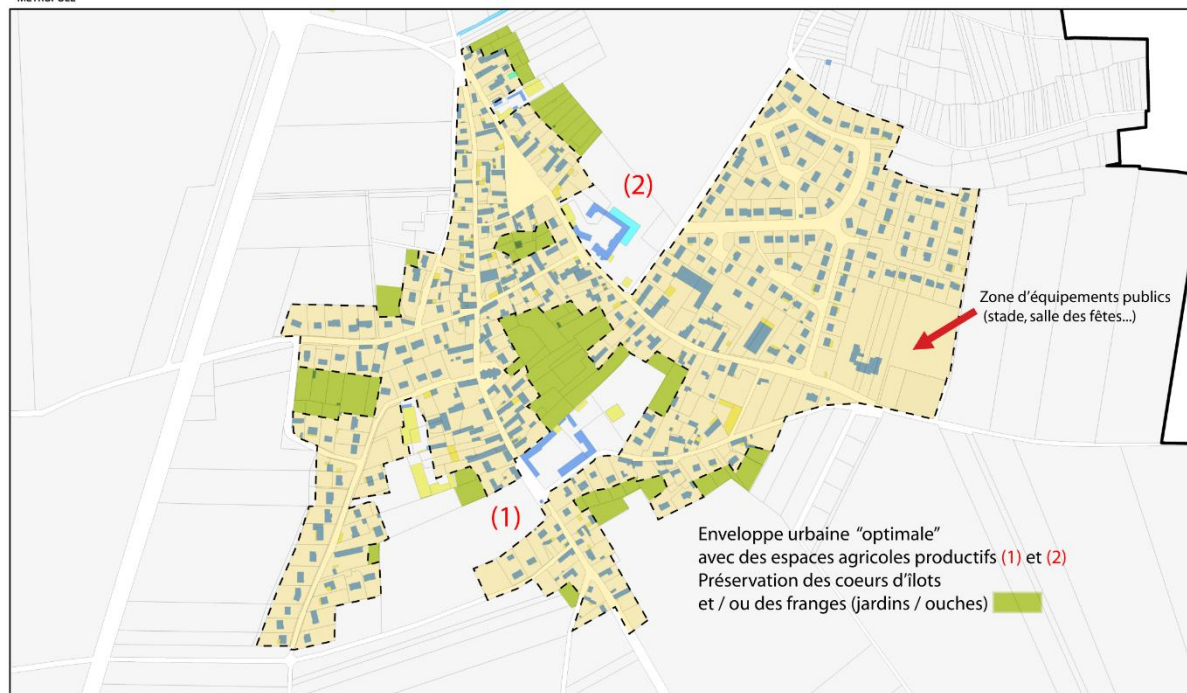 MÉTROPOLE
(2)
Zone d'équipements publics
(stade, salle des fêtes...)
(1)
Enveloppe urbaine "optimale"
avec des espaces agricoles productifs (1) et (2)
Préservation des coeurs d'îlots
et / ou des franges (jardins / ouches)